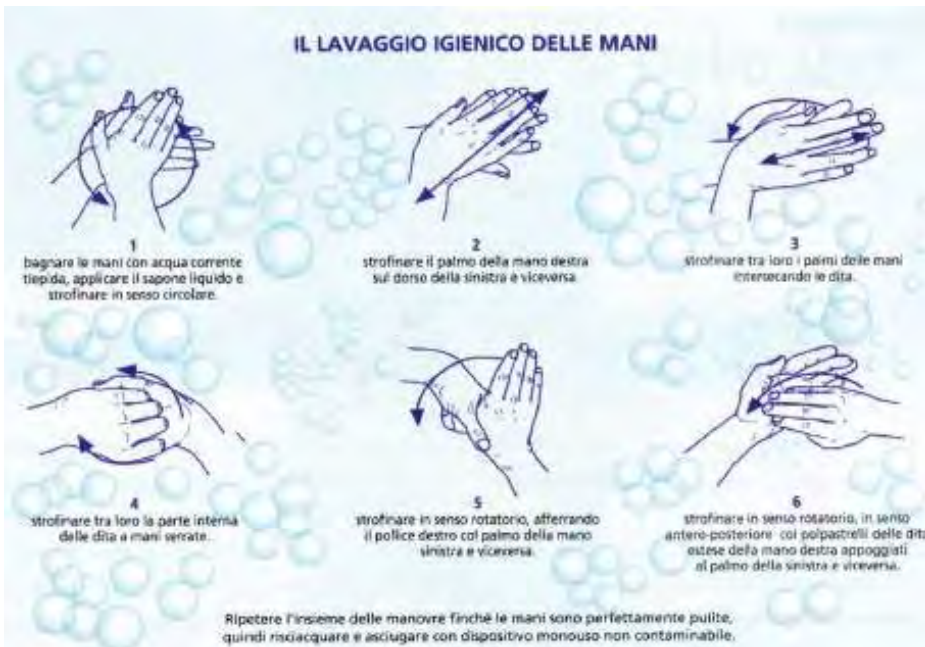 IL LAVAGGIO IGIENICO DELLE MANI
1
bagnare le mani con acqua corrente
tiepida, applicare il sapone liquido e
strofinare in senso circolare.
2
strofinare il palmo della mano destra
sul dorso della sinistra e viceversa.
3
strofinare tra loro i palmi delle mani
intersecando le dita.
4
strofinare tra loro la parte interna
delle dita a mani serrate.
5
strofinare in senso rotatorio, afferrando
il pollice destro col palmo della mano
sinistra e viceversa.
6
strofinare in senso rotatorio, in senso
antero-posteriore coi polpastrelli delle dita
estese della mano destra appoggiati
al palmo della sinistra e viceversa.
Ripetere l'insieme delle manovre finché le mani sono perfettamente pulite,
quindi risciacquare e asciugare con dispositivo monouso non contaminabile.